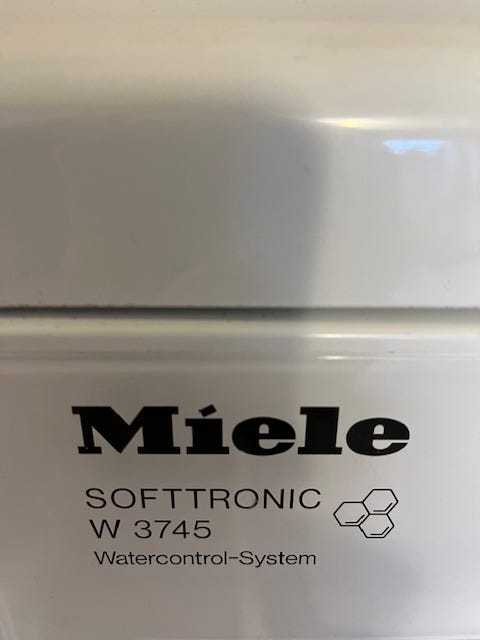 Miele
SOFTTRONIC
W 3745
Watercontrol-System